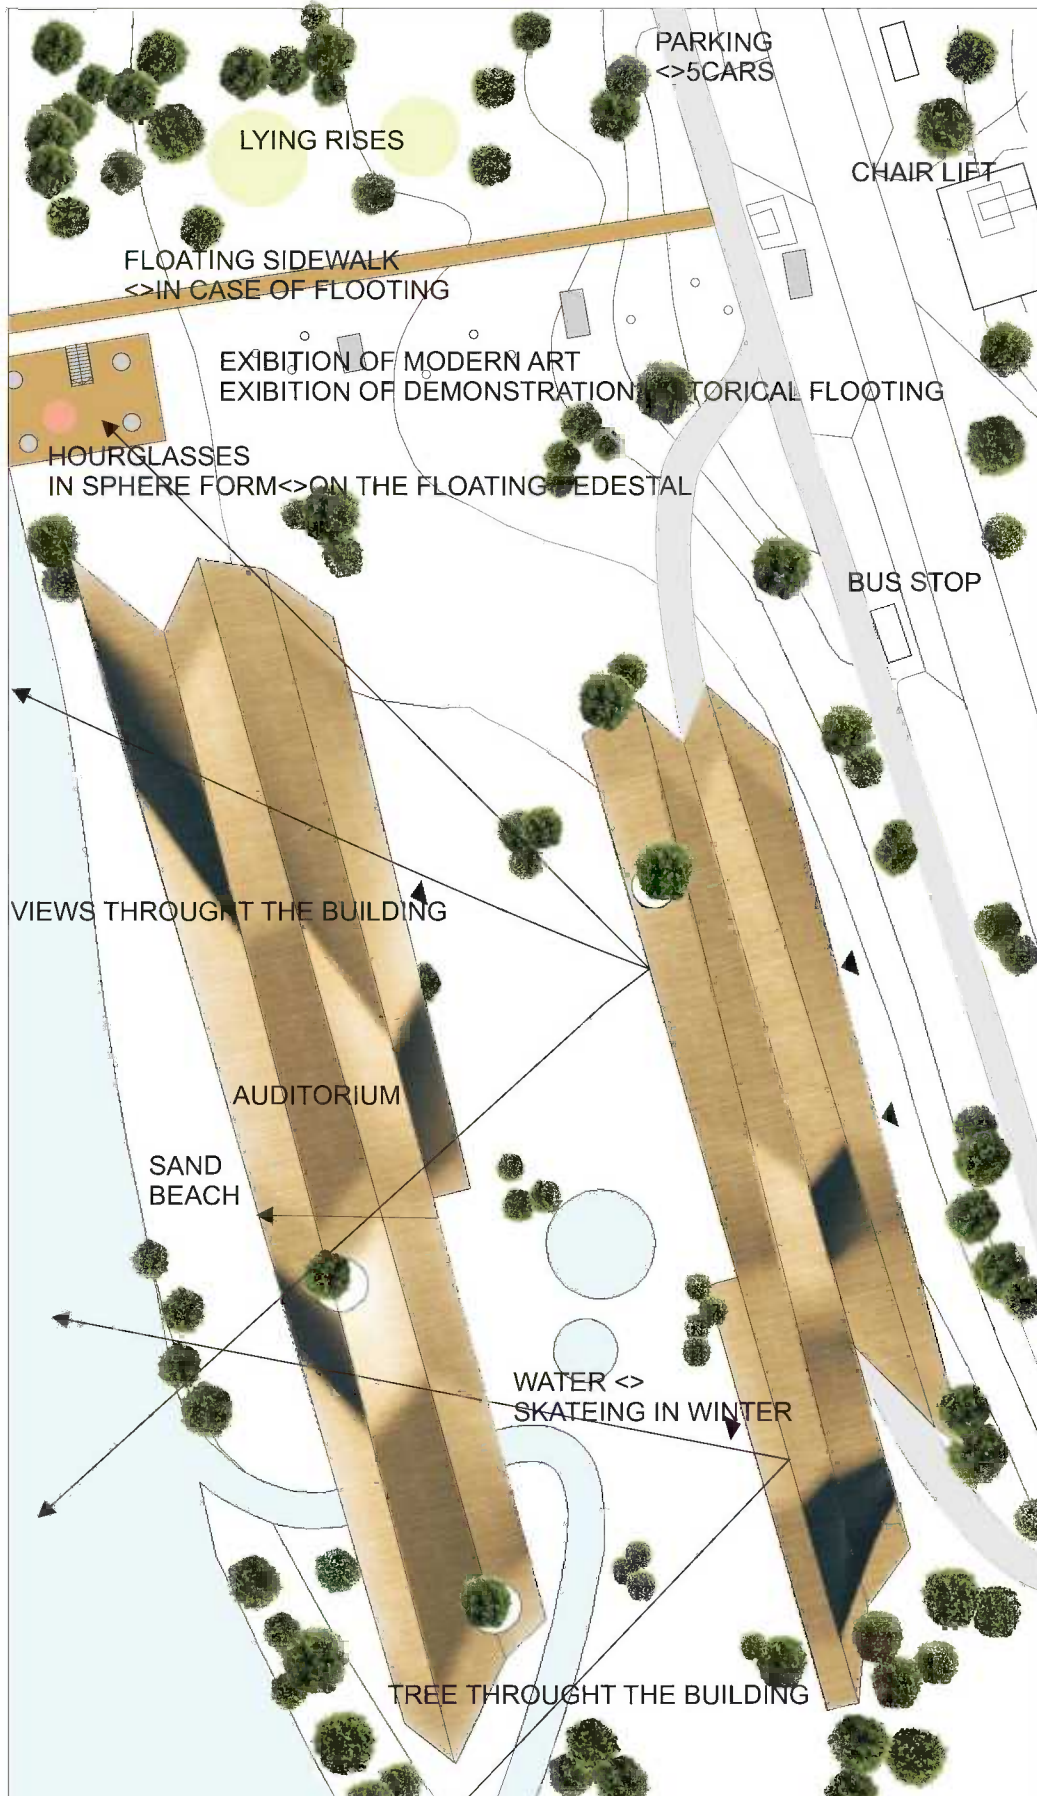 PARKING
<>5CARS
LYING RISES
CHAIR LIFT
FLOATING SIDEWALK
<>IN CASE OF FLOOTING
EXIBITION OF MODERN ART
EXIBITION OF DEMONSTRATION TORICAL FLOOTING
HOURGLASSES
IN SPHERE FORM<>ON THE FLOATING EDESTAL
BUS STOP
VIEWS THROUGHT THE BUILDING
AUDITORIUM
SAND
BEACH
WATER <>
SKATEING IN WINTER
TREE THROUGHT THE BUILDING